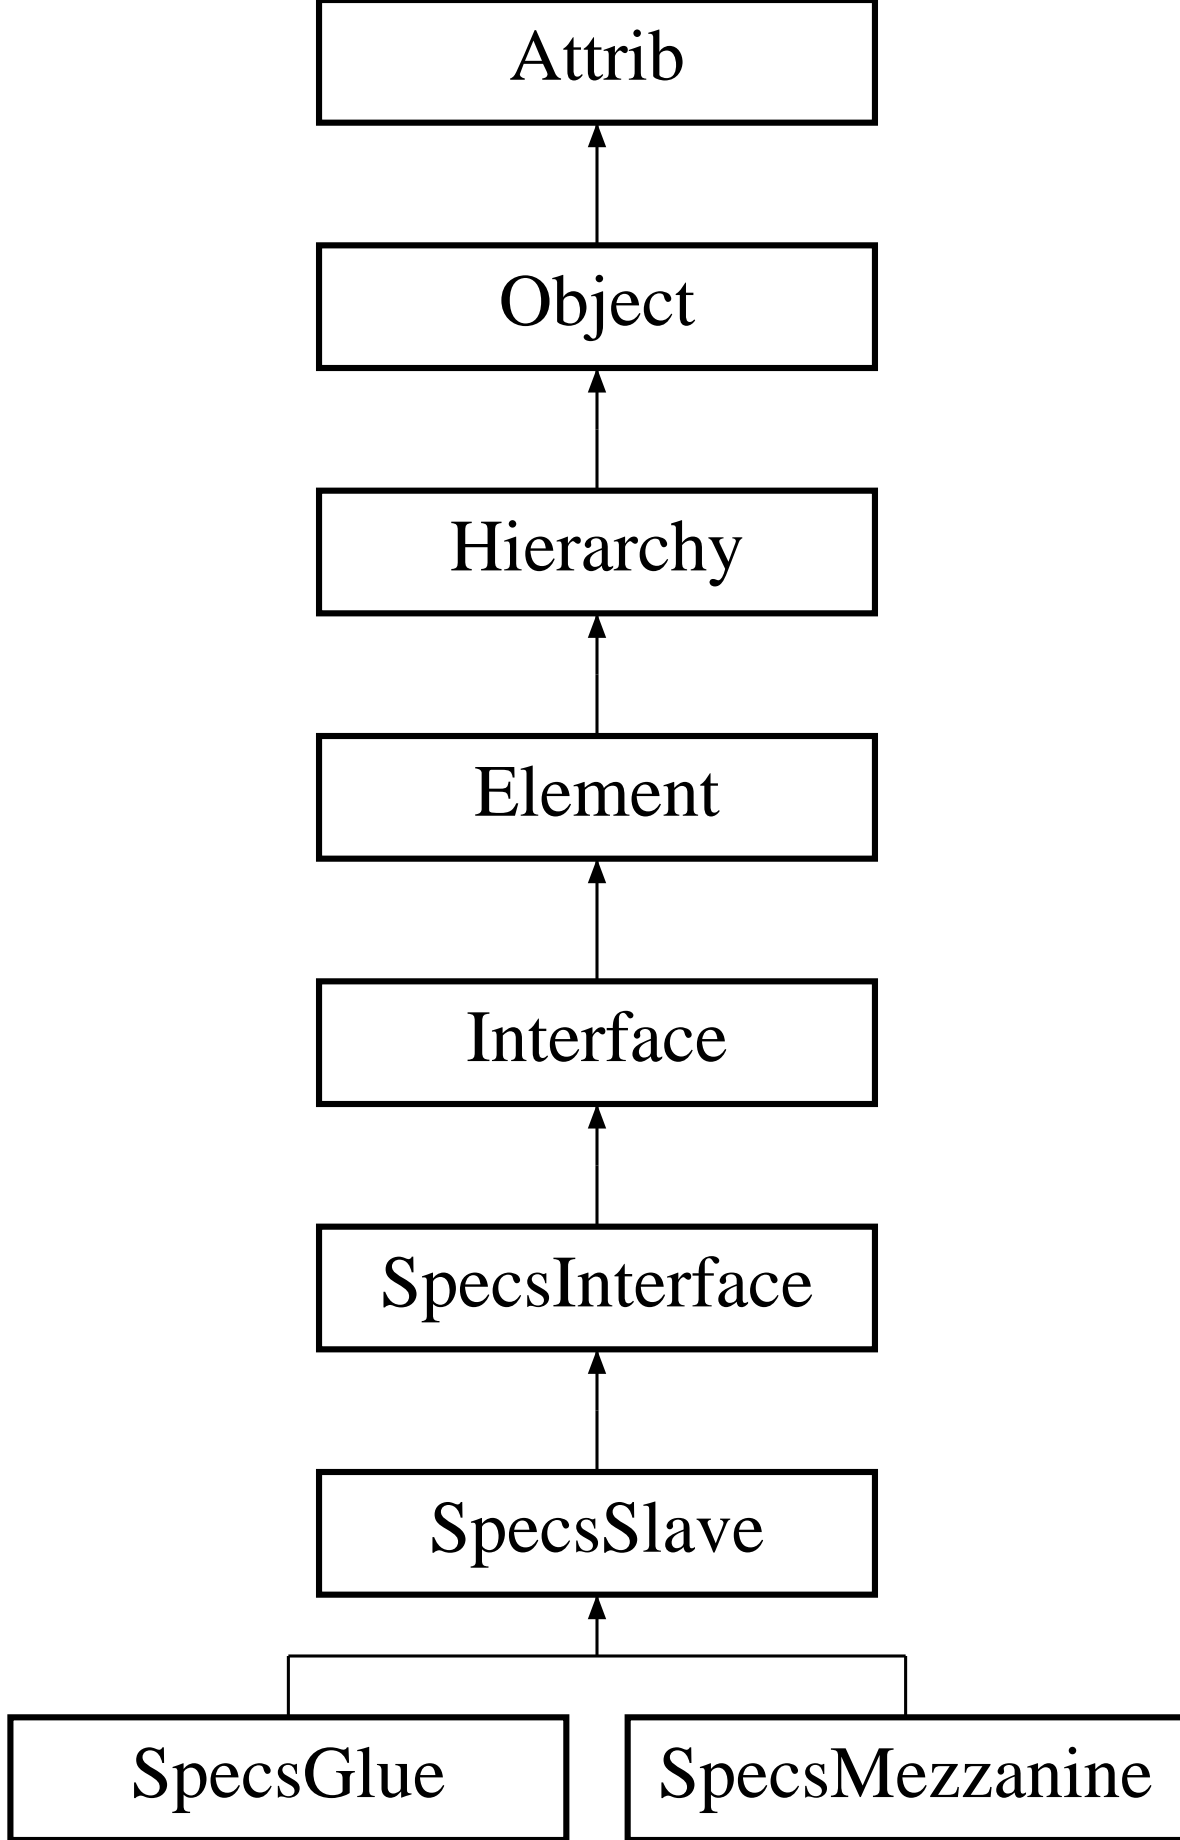 Attrib
Object
Hierarchy
Element
Interface
SpecsInterface
SpecsSlave
SpecsGlue
SpecsMezzanine